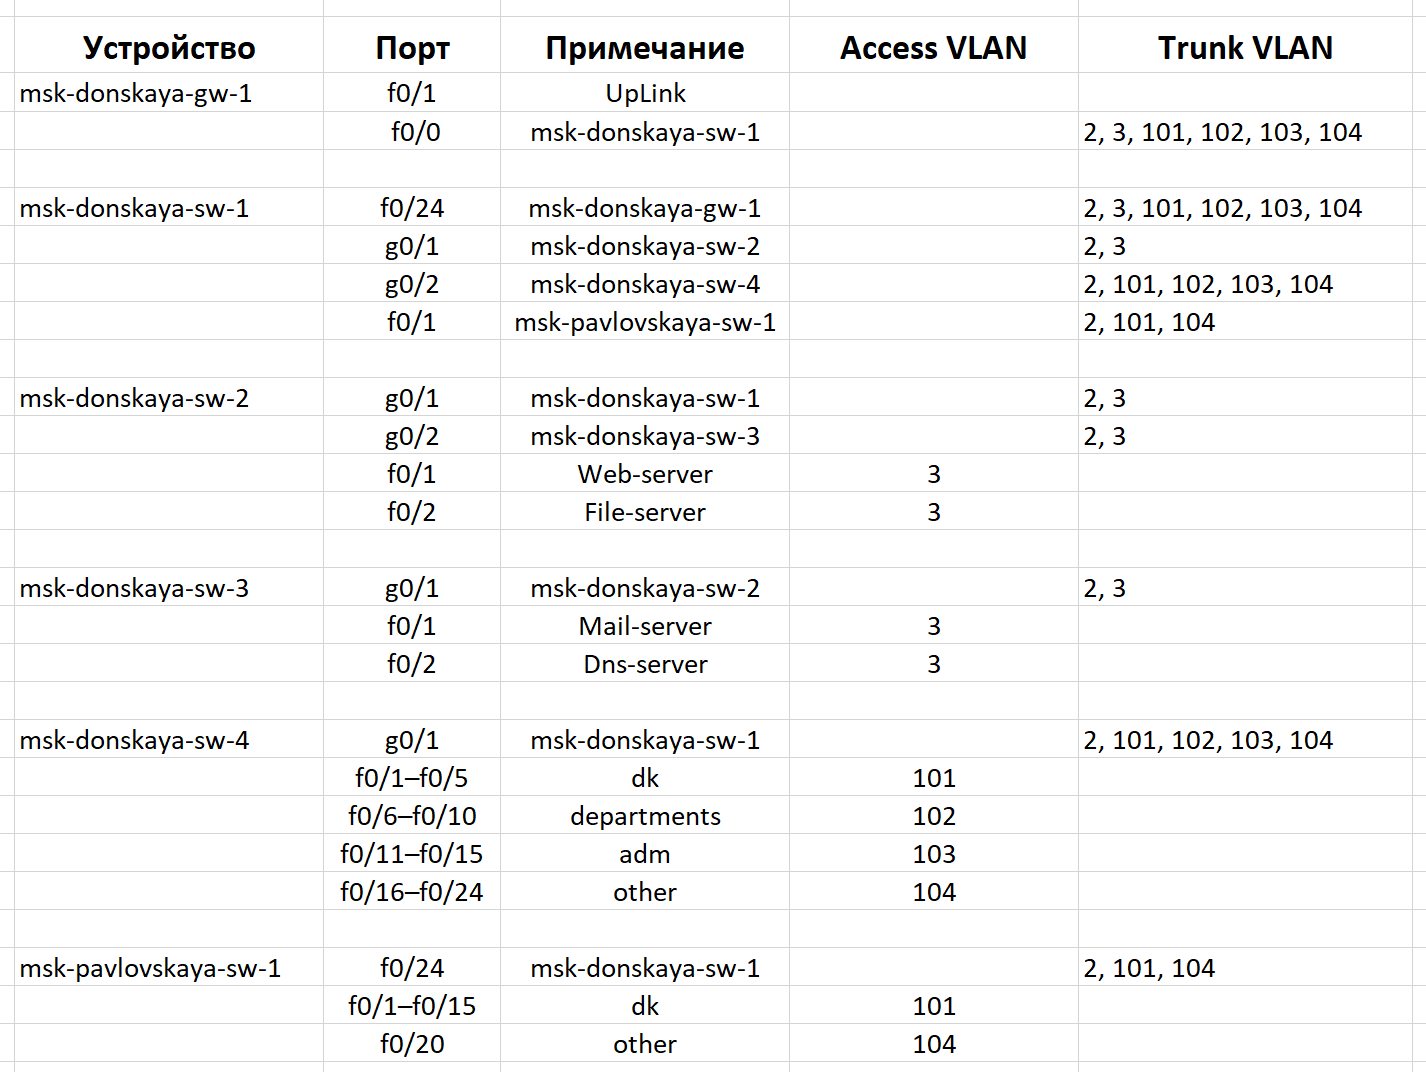 Устройство Порт Примечание Access VLAN Trunk VLAN
msk-donskaya-gw-1 f0/1 UpLink
f0/0 msk-donskaya-sw-1 2, 3, 101, 102, 103, 104
msk-donskaya-sw-1 f0/24 msk-donskaya-gw-1 2, 3, 101, 102, 103, 104
g0/1 msk-donskaya-sw-2 2, 3
g0/2 msk-donskaya-sw-4 2, 101, 102, 103, 104
f0/1 msk-pavlovskaya-sw-1 2, 101, 104
msk-donskaya-sw-2 g0/1 msk-donskaya-sw-1 2, 3
g0/2 msk-donskaya-sw-3 2, 3
f0/1 Web-server 3
f0/2 File-server 3
msk-donskaya-sw-3 g0/1 msk-donskaya-sw-2 2, 3
f0/1 Mail-server 3
f0/2 Dns-server 3
msk-donskaya-sw-4 g0/1 msk-donskaya-sw-1 2, 101, 102, 103, 104
f0/1–f0/5 dk 101
f0/6–f0/10 departments 102
f0/11–f0/15 adm 103
f0/16–f0/24 other 104
msk-pavlovskaya-sw-1 f0/24 msk-donskaya-sw-1 2, 101, 104
f0/1–f0/15 dk 101
f0/20 other 104